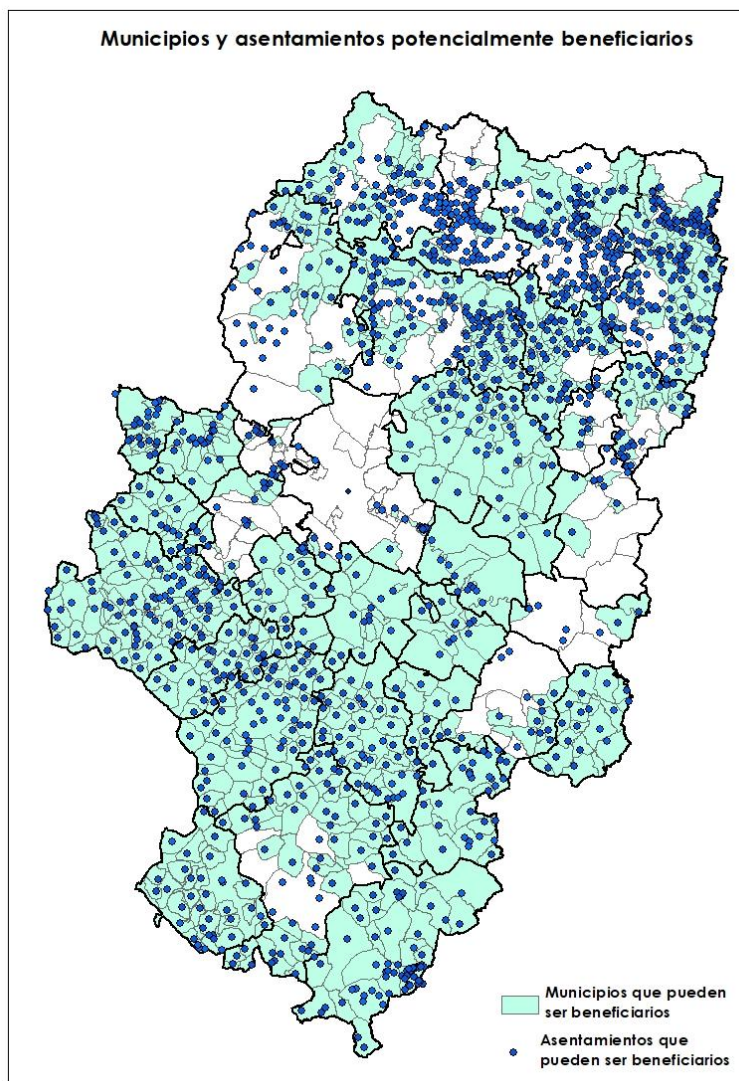 Municipios y asentamientos potencialmente beneficiarios
Municipios que pueden
ser beneficiarios
Asentamientos que
pueden ser beneficiarios